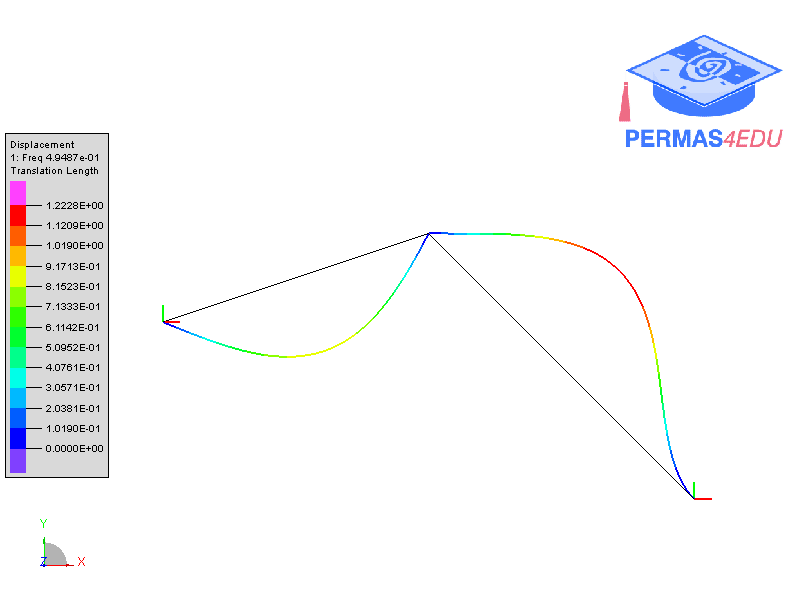 PERMAS4EDU
Displacement
1: Freq 4.9487e-01
Translation Length
1.2228E+00
1.1209E+00
1.0190E+00
9.1713E-01
8.1523E-01
7.1333E-01
6.1142E-01
5.0952E-01
4.0761E-01
3.0571E-01
2.0381E-01
1.0190E-01
0.0000E+00
Y
Z
X